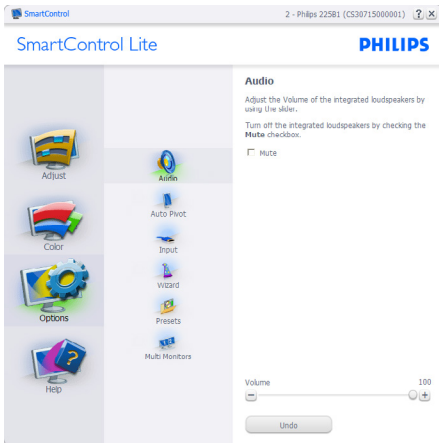 SmartControl
2 - Philips 225B1 (CS30715000001)
SmartControl Lite
PHILIPS
Adjust
Color
Options
Help
Audio
Auto Pivot
Input
Wizard
Presets
Multi Monitors
Audio
Adjust the Volume of the integrated loudspeakers by
using the slider.
Turn off the integrated loudspeakers by checking the
Mute checkbox.
Mute
Volume 100
Undo